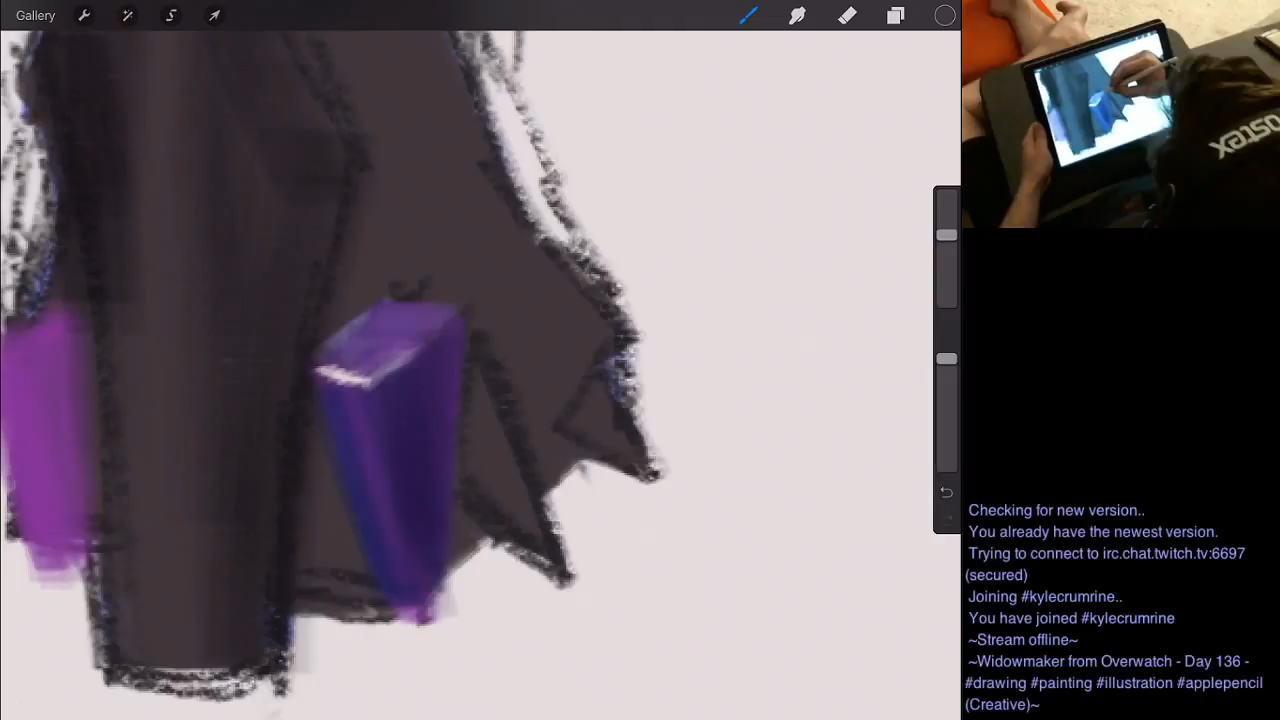 Gallery
ostex
Checking for new version..
You already have the newest version.
Trying to connect to irc.chat.twitch.tv:6697
(secured)
Joining #kylecrumrine..
You have joined #kylecrumrine
~Stream offline~
~Widowmaker from Overwatch - Day 136 -
#drawing #painting #illustration #applepencil
(Creative)~